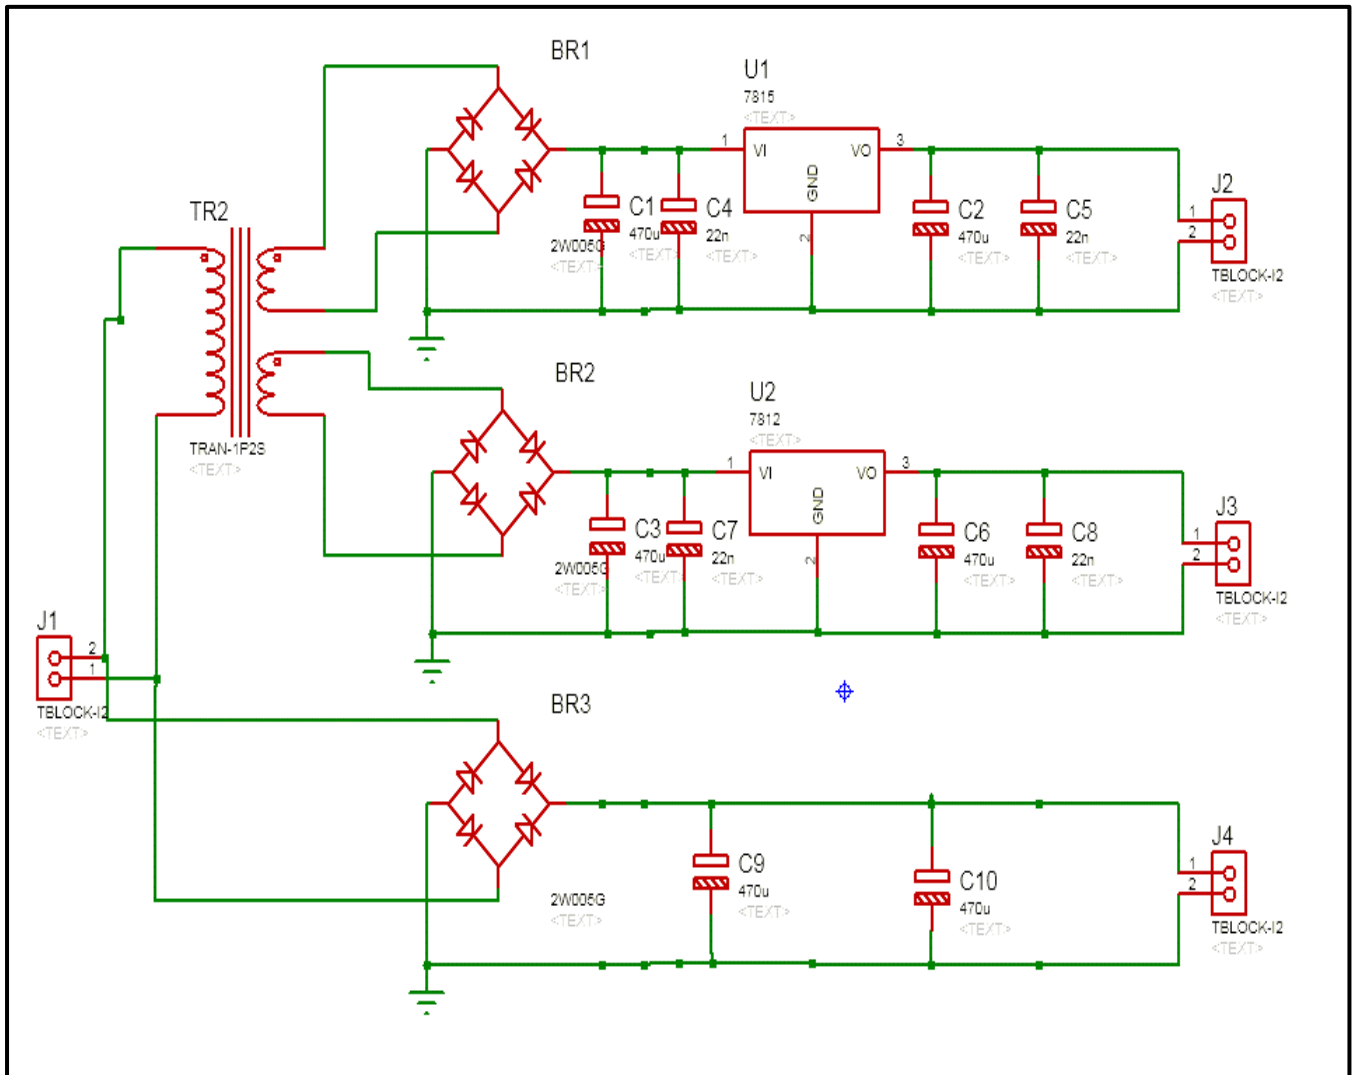 BR1
U1
7815
<TEXT>
1
VI
VO
3
GND
2
C1
470u
<TEXT>
C4
22n
<TEXT>
2W005G
<TEXT>
C2
470u
<TEXT>
C5
22n
<TEXT>
J2
1
2
TBLOCK-I2
<TEXT>
TR2
TRAN-1P2S
<TEXT>
BR2
U2
7812
<TEXT>
1
VI
VO
3
GND
2
C3
470u
<TEXT>
C7
22n
<TEXT>
2W005G
<TEXT>
C6
470u
<TEXT>
C8
22n
<TEXT>
J3
1
2
TBLOCK-I2
<TEXT>
J1
2
1
TBLOCK-I2
<TEXT>
BR3
2W005G
<TEXT>
C9
470u
<TEXT>
C10
470u
<TEXT>
J4
1
2
TBLOCK-I2
<TEXT>